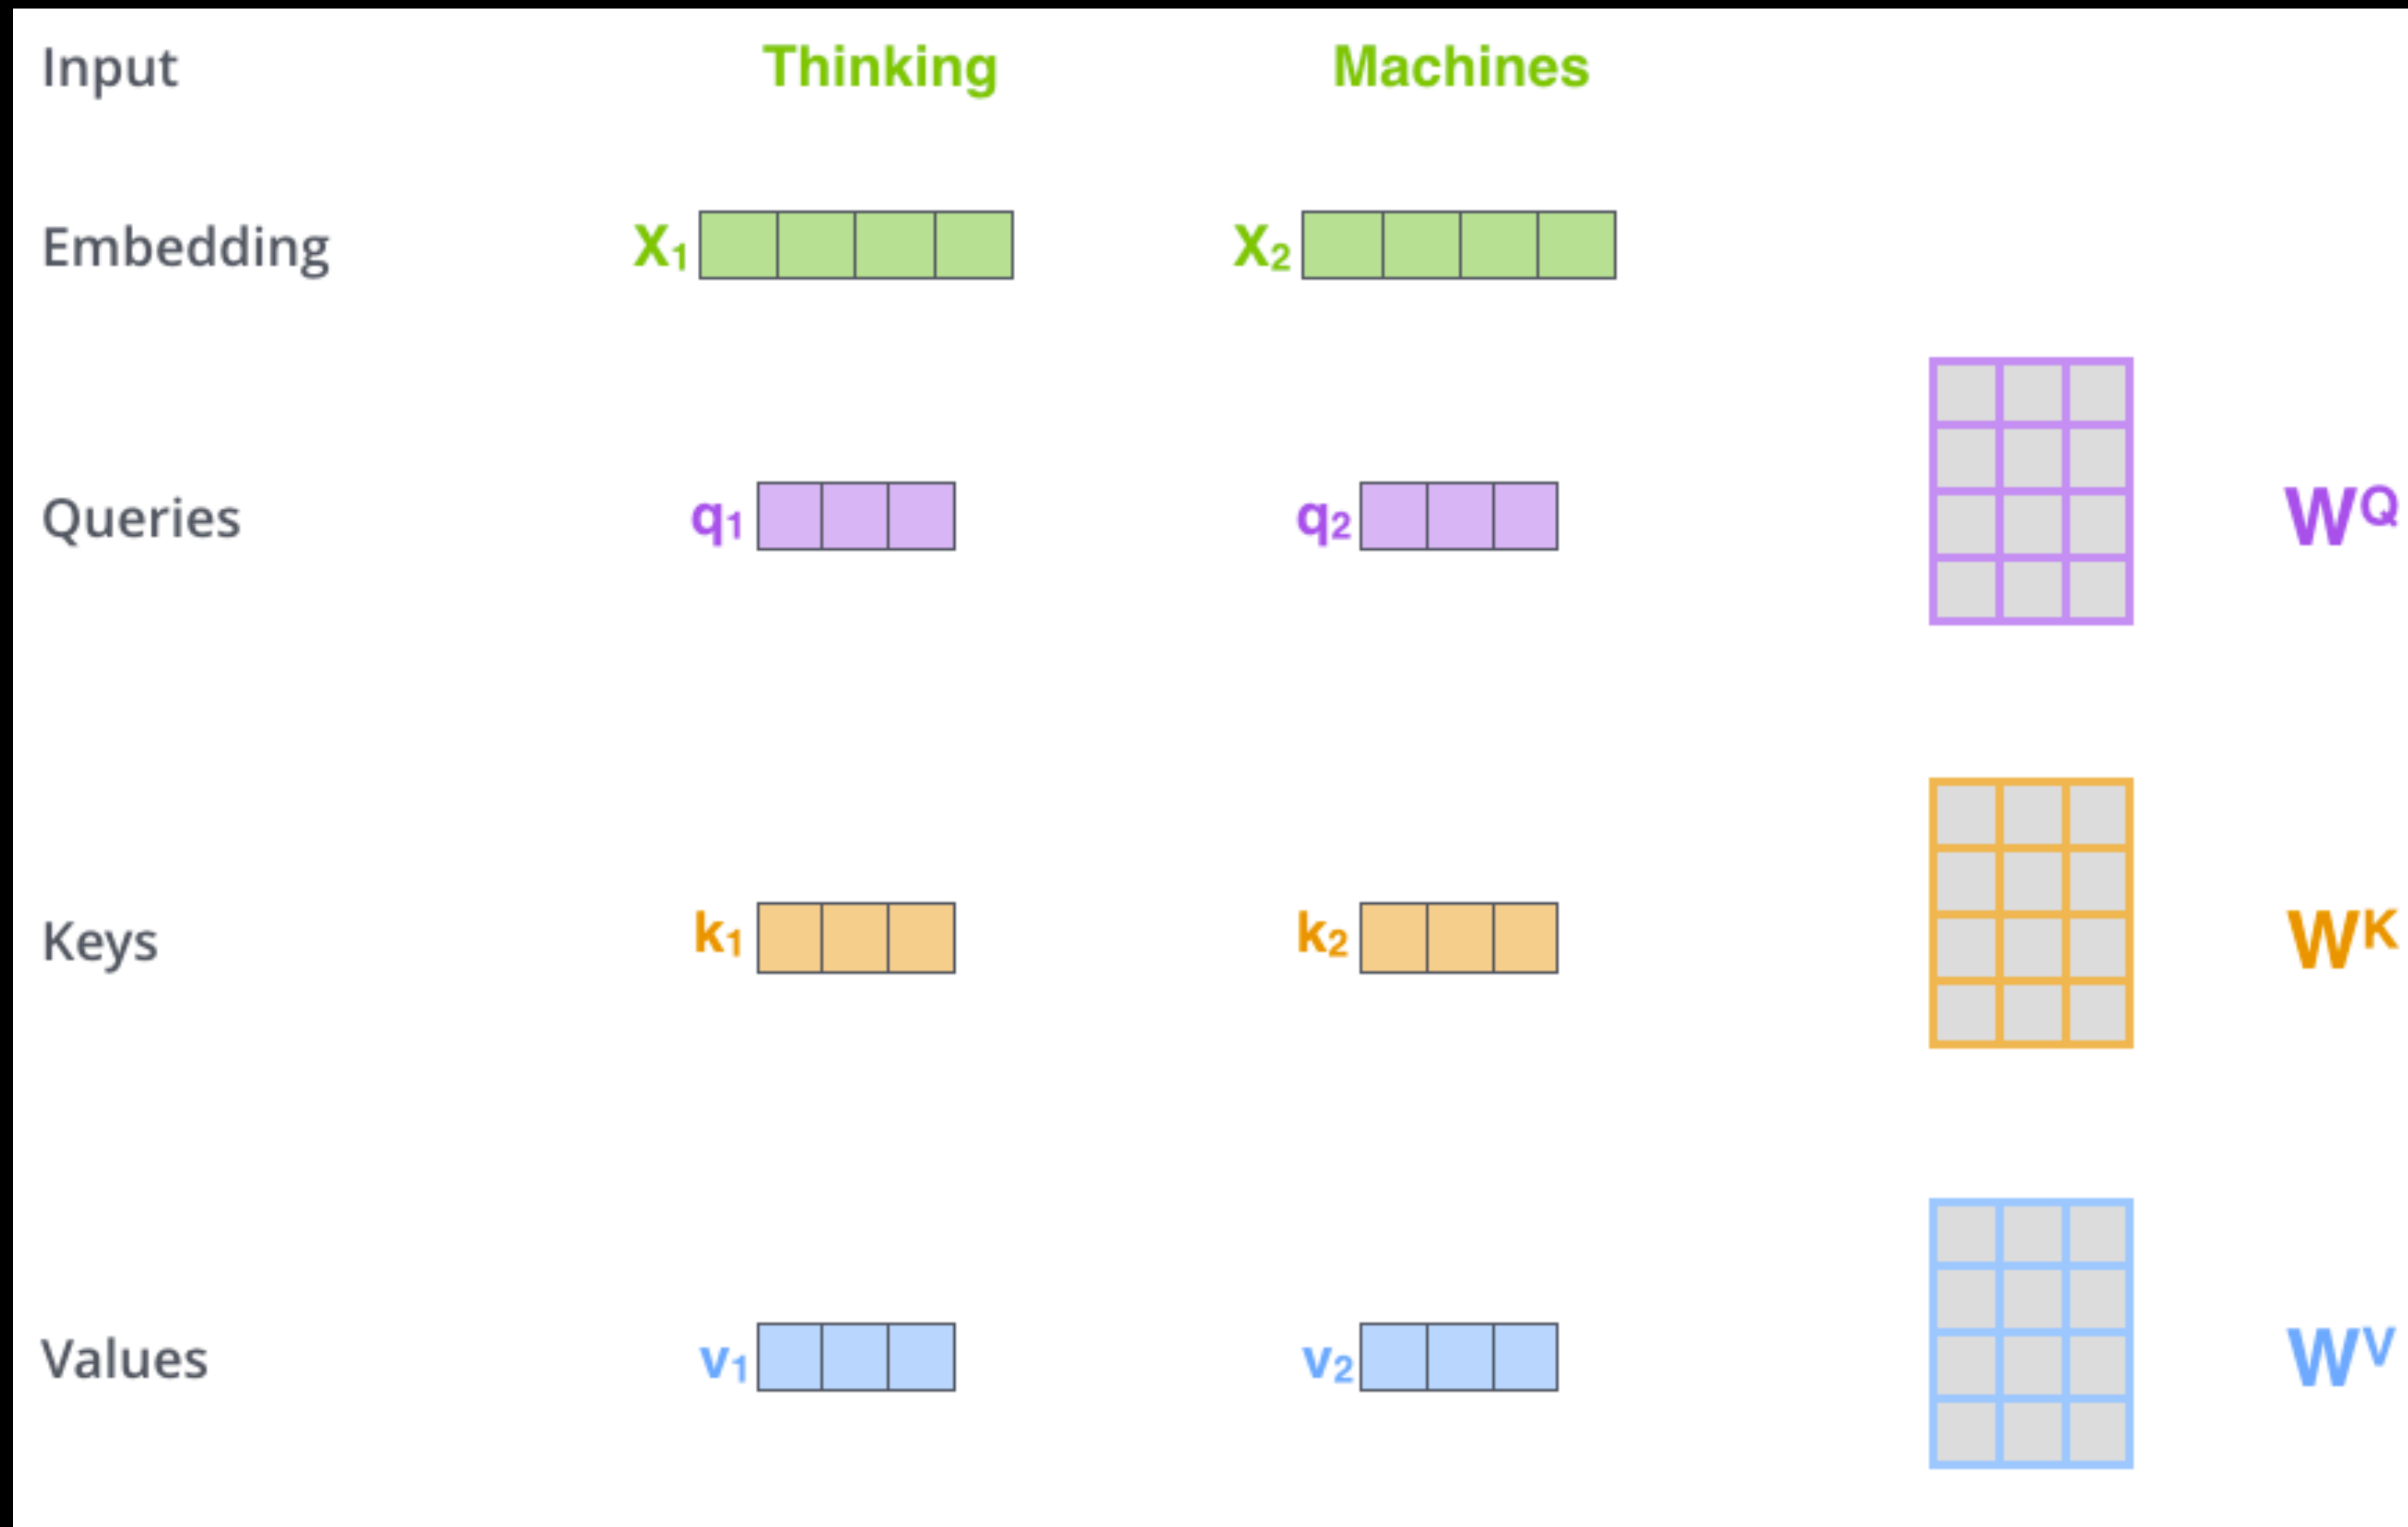 Input Thinking Machines
Embedding X1 X2
Queries q1 q2 WQ
Keys k1 k2 WK
Values v1 v2 WV